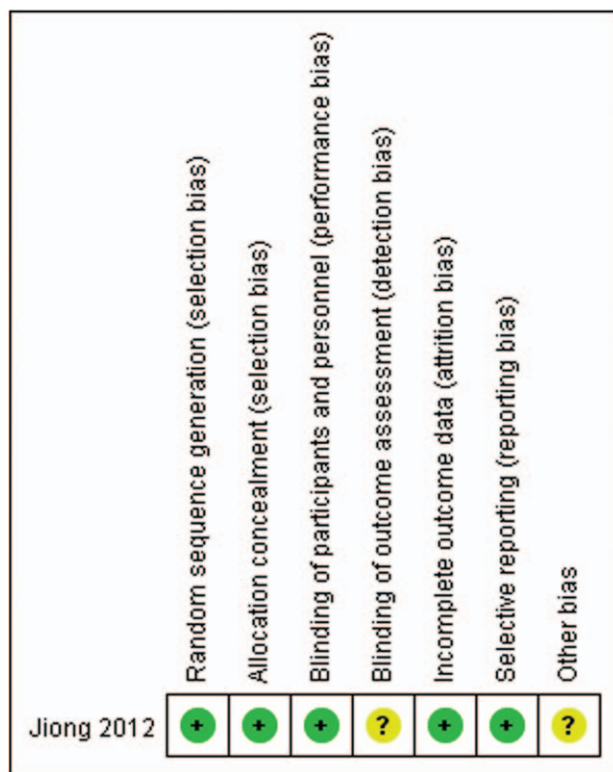 Random sequence generation (selection bias)
Allocation concealment (selection bias)
Blinding of participants and personnel (performance bias)
Blinding of outcome assessment (detection bias)
Incomplete outcome data (attrition bias)
Selective reporting (reporting bias)
Other bias
Jiong 2012 + + + ? + + ?